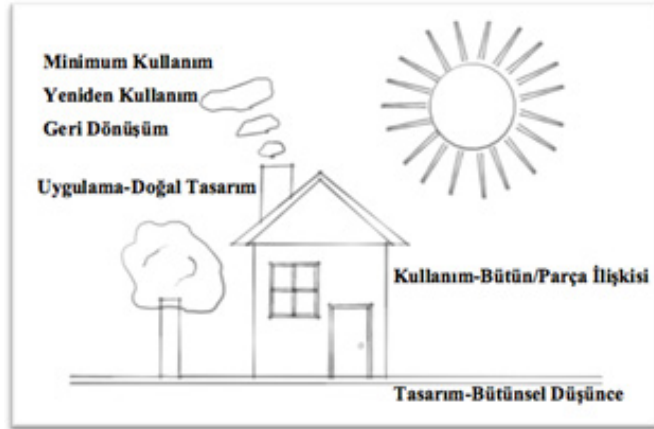 Minimum Kullanım
Yeniden Kullanım
Geri Dönüşüm
Uygulama-Doğal Tasarım
Kullanım-Bütün/Parça İlişkisi
Tasarım-Bütünsel Düşünce